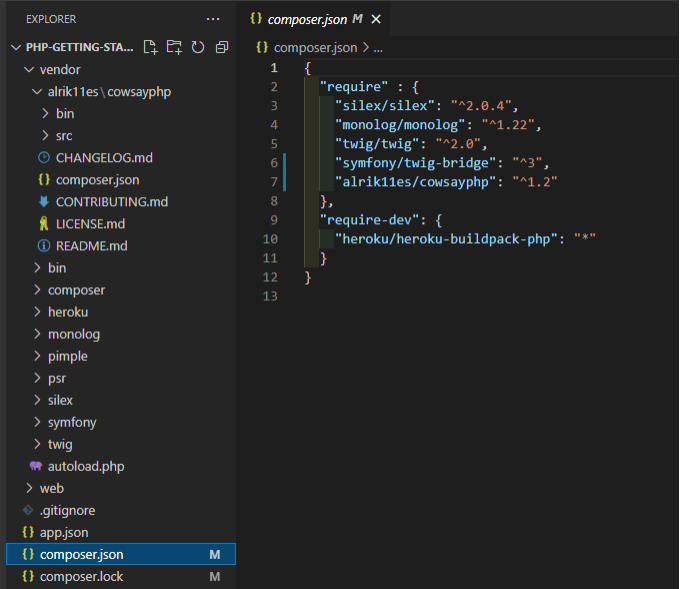 EXPLORER
PHP-GETTING-STA...
vendor
alrik11es\cowsayphp
bin
src
CHANGELOG.md
{} composer.json
CONTRIBUTING.md
LICENSE.md
README.md
bin
composer
heroku
monolog
pimple
psr
silex
symfony
twig
autoload.php
web
.gitignore
{} app.json
{} composer.json M
{} composer.lock M
{} composer.json M
{} composer.json > ...
1 {
2 "require" : {
3 "silex/silex": "^2.0.4",
4 "monolog/monolog": "^1.22",
5 "twig/twig": "^2.0",
6 "symfony/twig-bridge": "^3",
7 "alrik11es/cowsayphp": "^1.2"
8 },
9 "require-dev": {
10 "heroku/heroku-buildpack-php": "*"
11 }
12 }
13